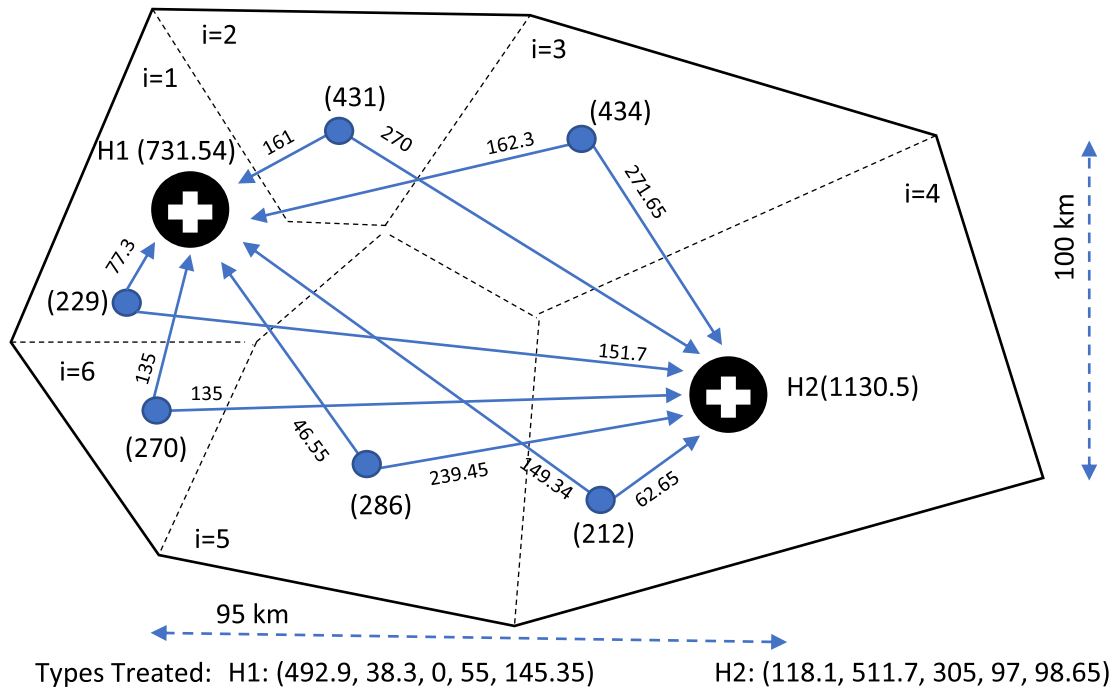 i=2
i=3
i=1
(431)
(434)
161
270
162.3
H1 (731.54)
271.65
i=4
77.3
(229)
100 km
151.7
i=6
135
135
H2(1130.5)
(270)
46.55
239.45
149.34
62.65
(286)
(212)
i=5
95 km
Types Treated: H1: (492.9, 38.3, 0, 55, 145.35) H2: (118.1, 511.7, 305, 97, 98.65)